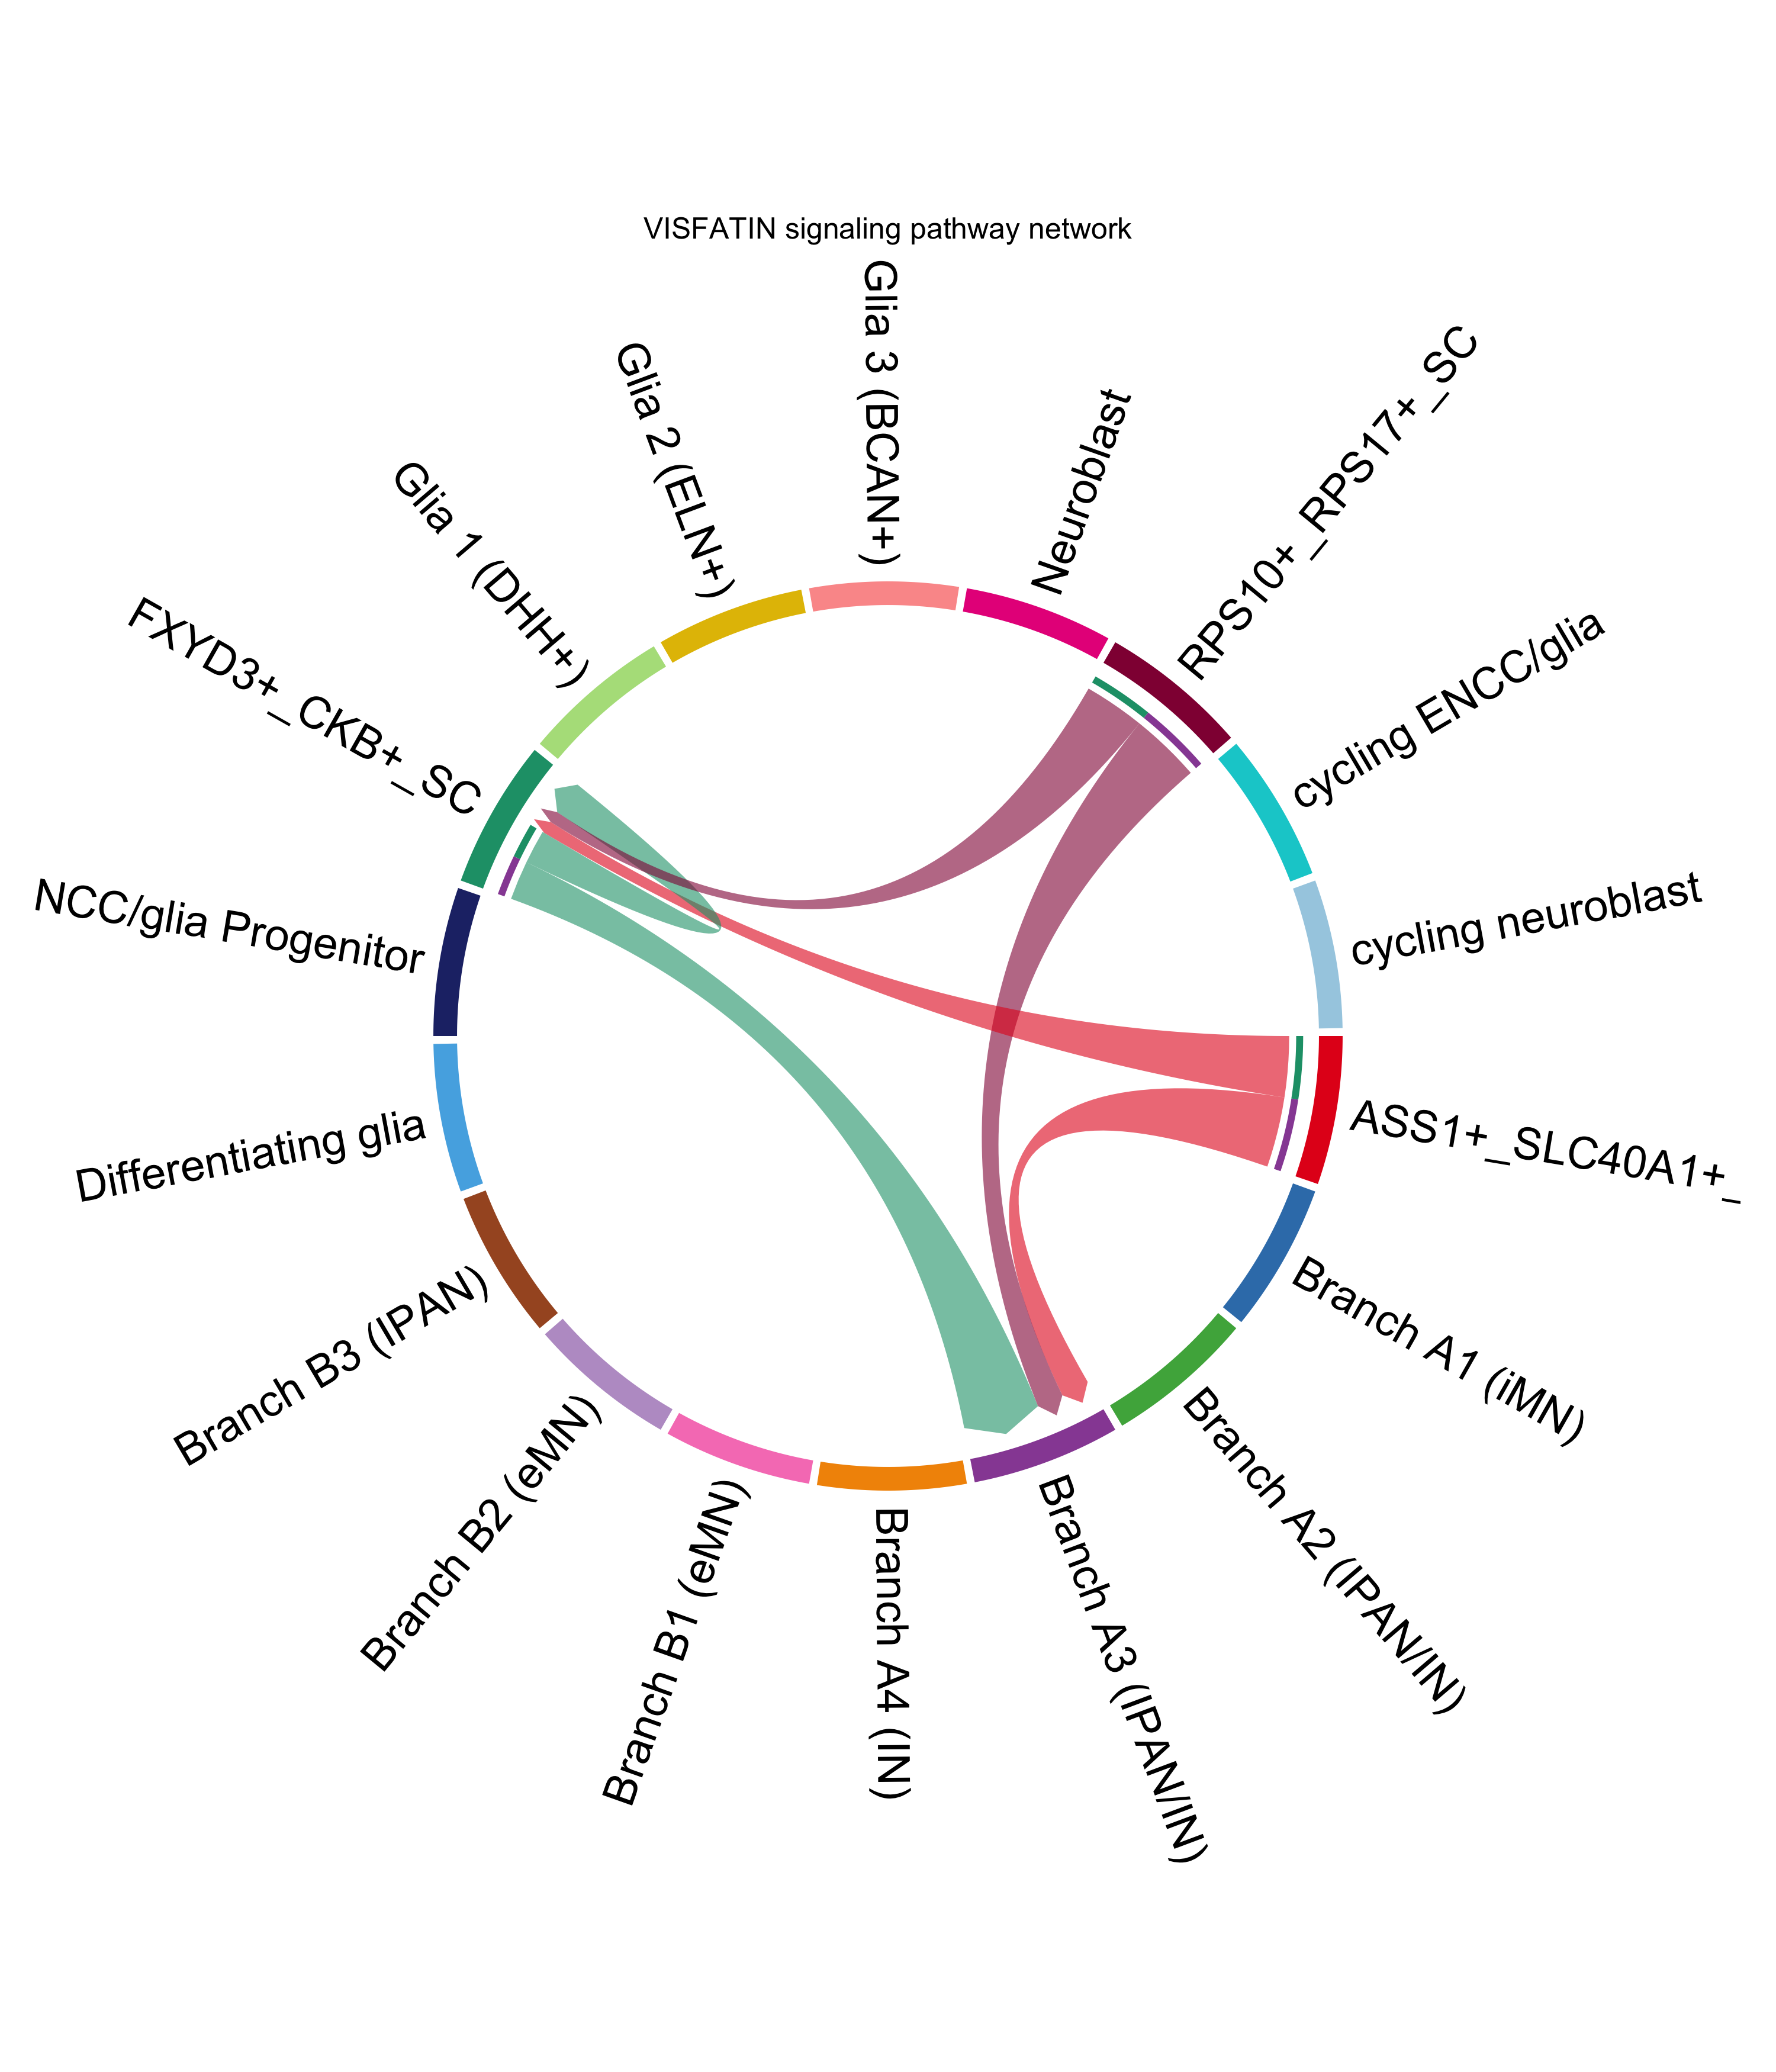 VISFATIN signaling pathway network
Glia 3 (BCAN+)
Neuroblast
RPS10+_RPS17+_SC
cycling ENCC/glia
cycling neuroblast
ASS1+_SLC40A1+_
Branch A1 (iMN)
Branch A2 (IPAN/IN)
Branch A3 (IPAN/IN)
Branch A4 (IN)
Branch B1 (eMN)
Branch B2 (eMN)
Branch B3 (IPAN)
Differentiating glia
NCC/glia Progenitor
FXYD3+_CKB+_SC
Glia 1 (DHH+)
Glia 2 (ELN+)